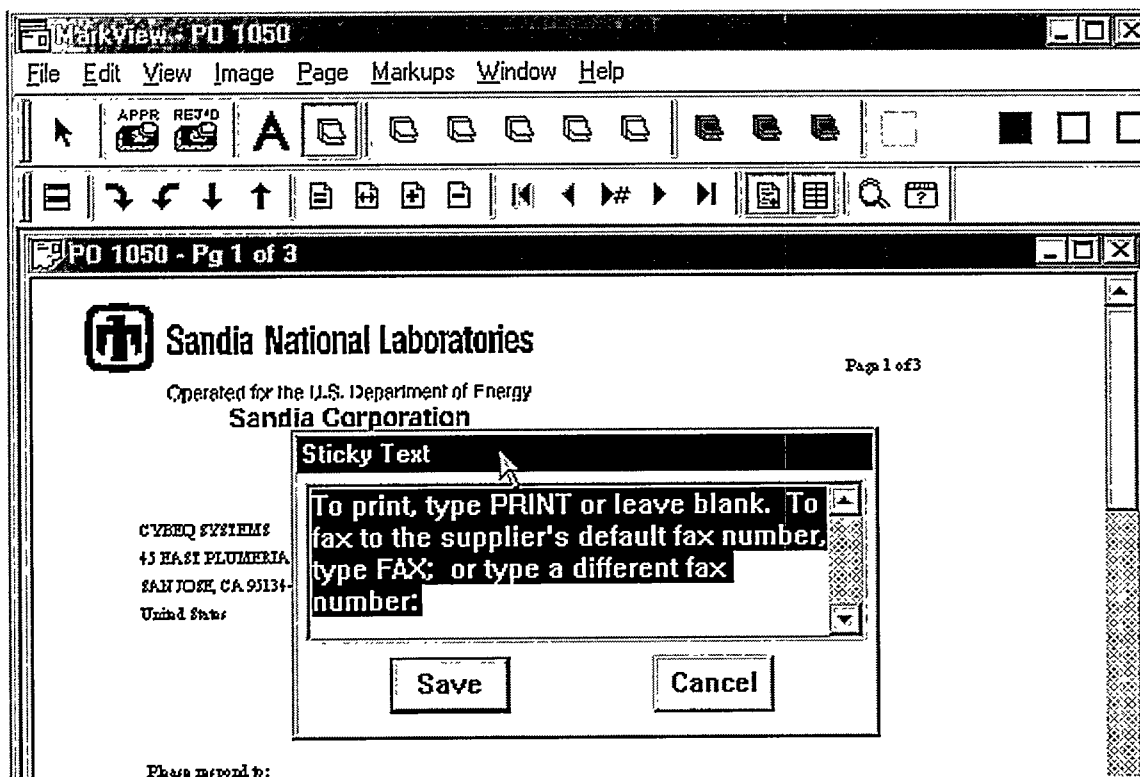 MarkView - PO 1050
File Edit View Image Page Markups Window Help
APPR REJ'D
A
#
?
PO 1050 - Pg 1 of 3
Sandia National Laboratories
Page 1 of 3
Operated for the U.S. Department of Energy
Sandia Corporation
Sticky Text
To print, type PRINT or leave blank. To
fax to the supplier's default fax number,
type FAX; or type a different fax
number:
CYBEQ SYSTEMS
45 EAST PLUMERIA
SAN JOSE, CA 95134-
United States
Save Cancel
Please respond to: